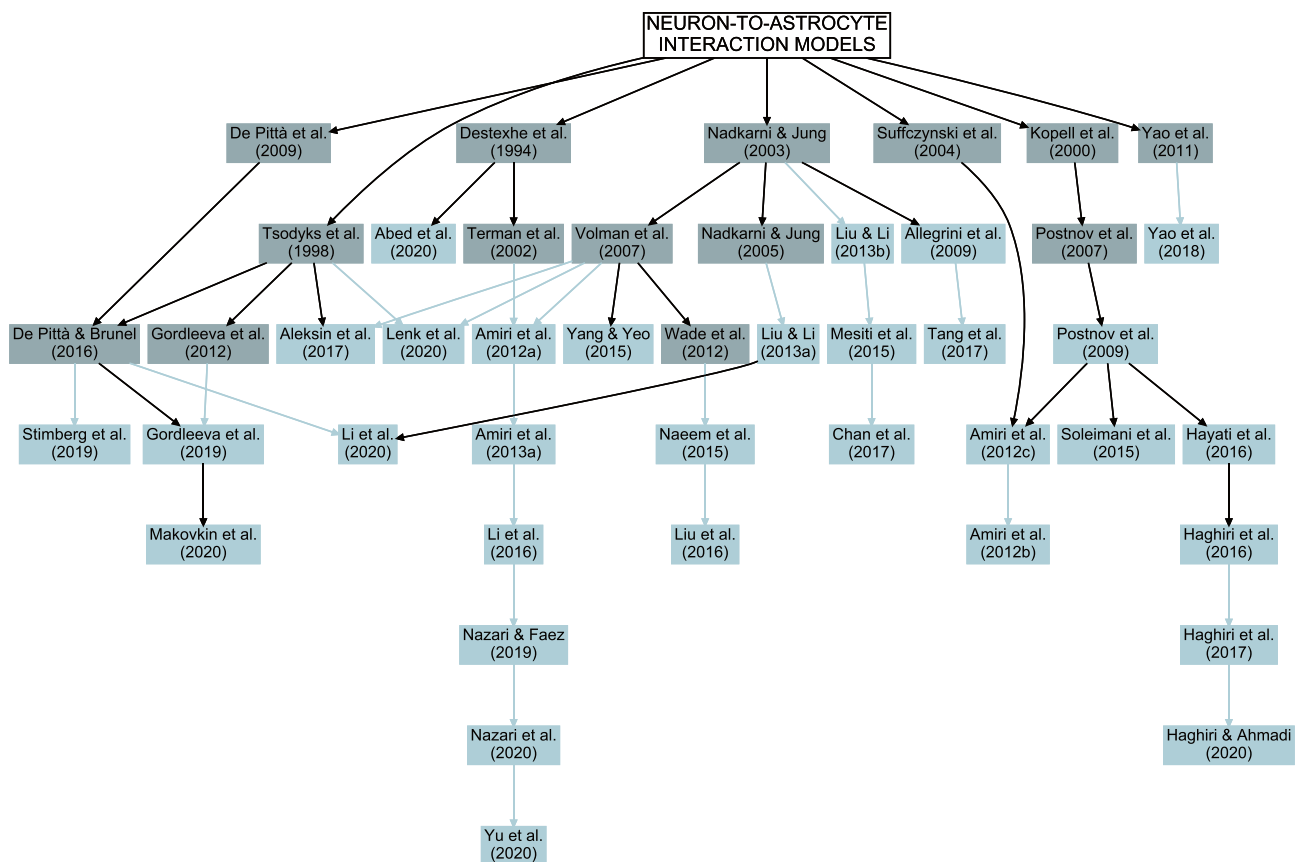 NEURON-TO-ASTROCYTE
INTERACTION MODELS
De Pittà et al.
(2009)
Destexhe et al.
(1994)
Nadkarni & Jung
(2003)
Suffczynski et al.
(2004)
Kopell et al.
(2000)
Yao et al.
(2011)
Tsodyks et al.
(1998)
Abed et al.
(2020)
Terman et al.
(2002)
Volman et al.
(2007)
Nadkarni & Jung
(2005)
Liu & Li
(2013b)
Allegrini et al.
(2009)
Postnov et al.
(2007)
Yao et al.
(2018)
De Pittà & Brunel
(2016)
Gordleeva et al.
(2012)
Aleksin et al.
(2017)
Lenk et al.
(2020)
Amiri et al.
(2012a)
Yang & Yeo
(2015)
Wade et al.
(2012)
Liu & Li
(2013a)
Mesiti et al.
(2015)
Tang et al.
(2017)
Postnov et al.
(2009)
Stimberg et al.
(2019)
Gordleeva et al.
(2019)
Li et al.
(2020)
Amiri et al.
(2013a)
Naeem et al.
(2015)
Chan et al.
(2017)
Amiri et al.
(2012c)
Soleimani et al.
(2015)
Hayati et al.
(2016)
Makovkin et al.
(2020)
Li et al.
(2016)
Liu et al.
(2016)
Amiri et al.
(2012b)
Haghiri et al.
(2016)
Nazari & Faez
(2019)
Haghiri et al.
(2017)
Nazari et al.
(2020)
Haghiri & Ahmadi
(2020)
Yu et al.
(2020)